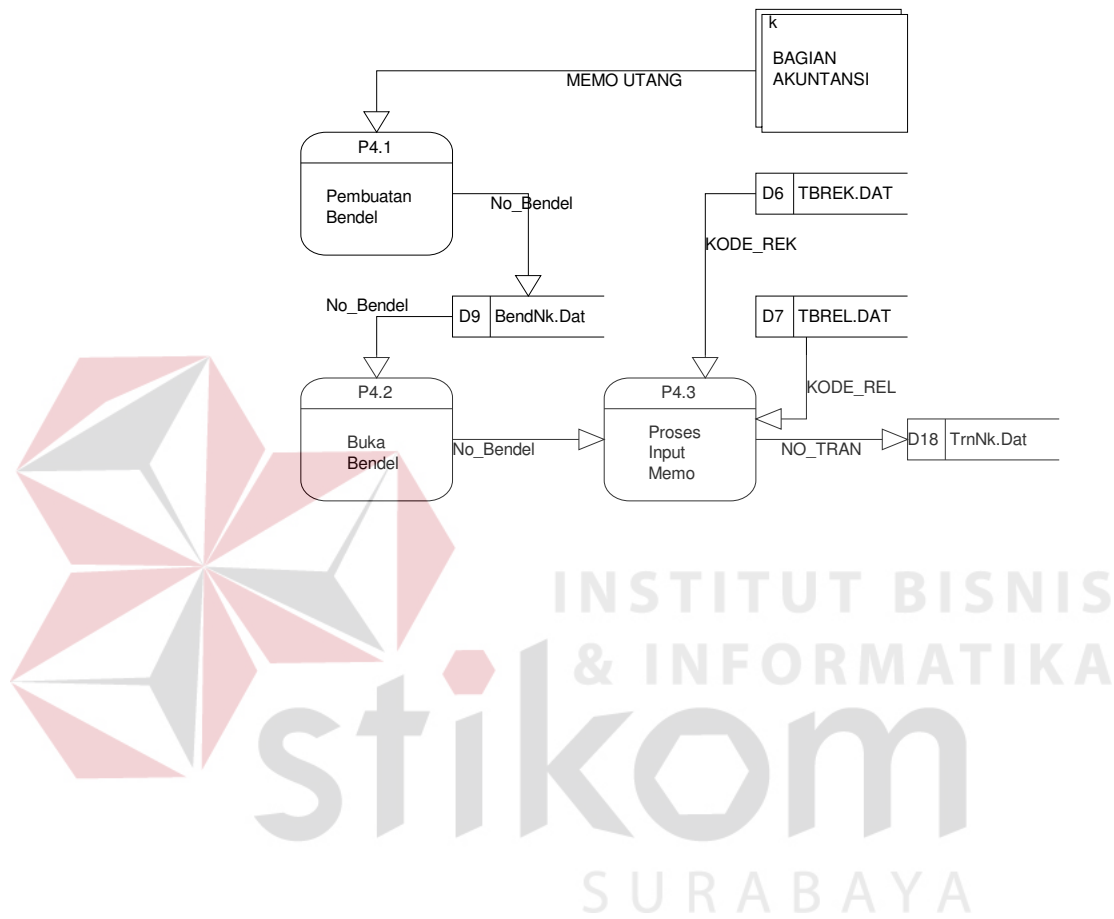 k
BAGIAN
AKUNTANSI
MEMO UTANG
P4.1
Pembuatan
Bendel
No_Bendel
D6 TBREK.DAT
KODE_REK
No_Bendel
D9 BendNk.Dat
D7 TBREL.DAT
KODE_REL
P4.2
Buka
Bendel
No_Bendel
P4.3
Proses
Input
Memo
NO_TRAN
D18 TrnNk.Dat
INSTITUT BISNIS
& INFORMATIKA
stikom
SURABAYA